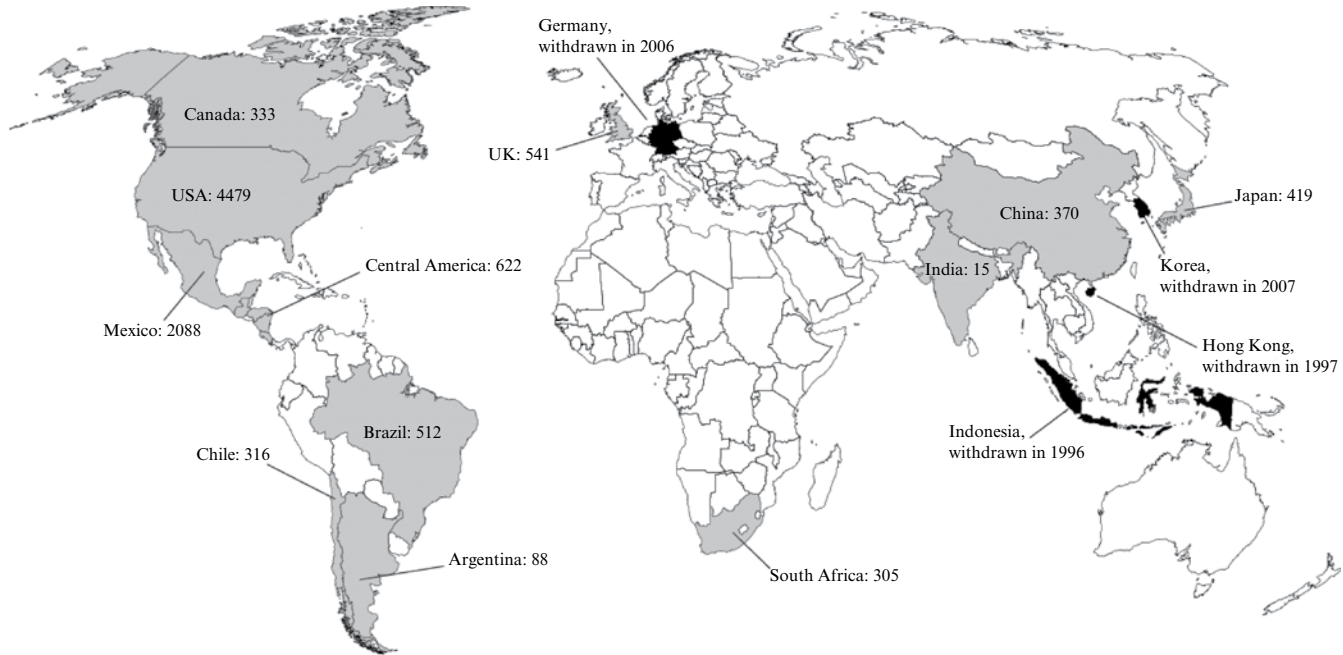 Germany,
withdrawn in 2006
Canada: 333
UK: 541
USA: 4479
Japan: 419
China: 370
Central America: 622
India: 15
Korea,
withdrawn in 2007
Mexico: 2088
Hong Kong,
withdrawn in 1997
Brazil: 512
Indonesia,
withdrawn in 1996
Chile: 316
Argentina: 88
South Africa: 305